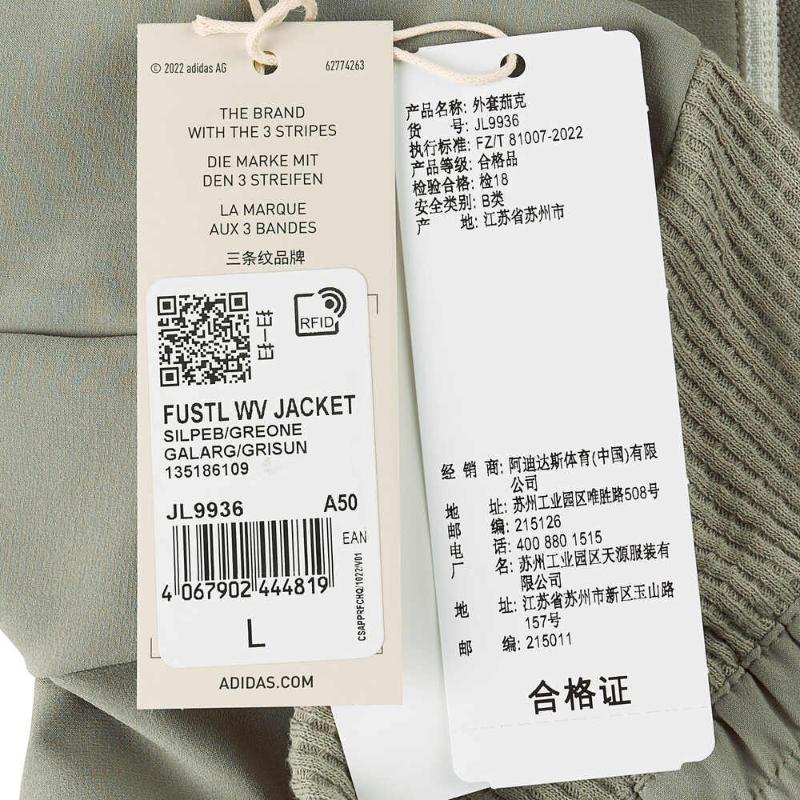 © 2022 adidas AG
62774263
THE BRAND
WITH THE 3 STRIPES
DIE MARKE MIT
DEN 3 STREIFEN
LA MARQUE
AUX 3 BANDES
三条纹品牌
RFID
FUSTL WV JACKET
SILPEB/GREONE
GALARG/GRISUN
135186109
JL9936 A50
EAN
4 067902 444819
CSAPPRFCHQ/1022/V01
L
ADIDAS.COM
产品名称: 外套茄克
货 号: JL9936
执行标准: FZ/T 81007-2022
产品等级: 合格品
检验合格: 检18
安全类别: B类
产 地: 江苏省苏州市
经 销 商: 阿迪达斯体育(中国)有限
公司
地 址: 苏州工业园区唯胜路508号
邮 编: 215126
电 话: 400 880 1515
厂 名: 苏州工业园区天源服装有
限公司
地 址: 江苏省苏州市新区玉山路
157号
邮 编: 215011
合格证